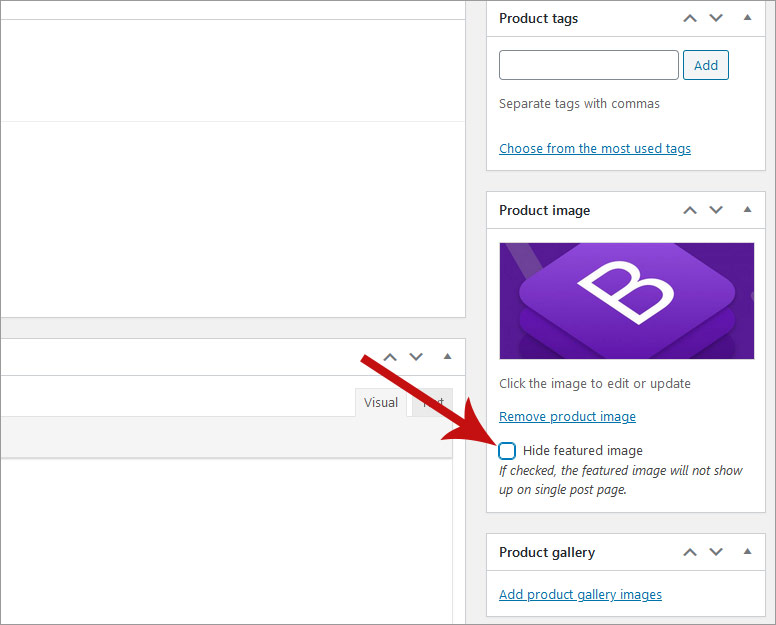 Product tags
Add
Separate tags with commas
Choose from the most used tags
Product image
B
Click the image to edit or update
Remove product image
Visual
Hide featured image
If checked, the featured image will not show
up on single post page.
Product gallery
Add product gallery images